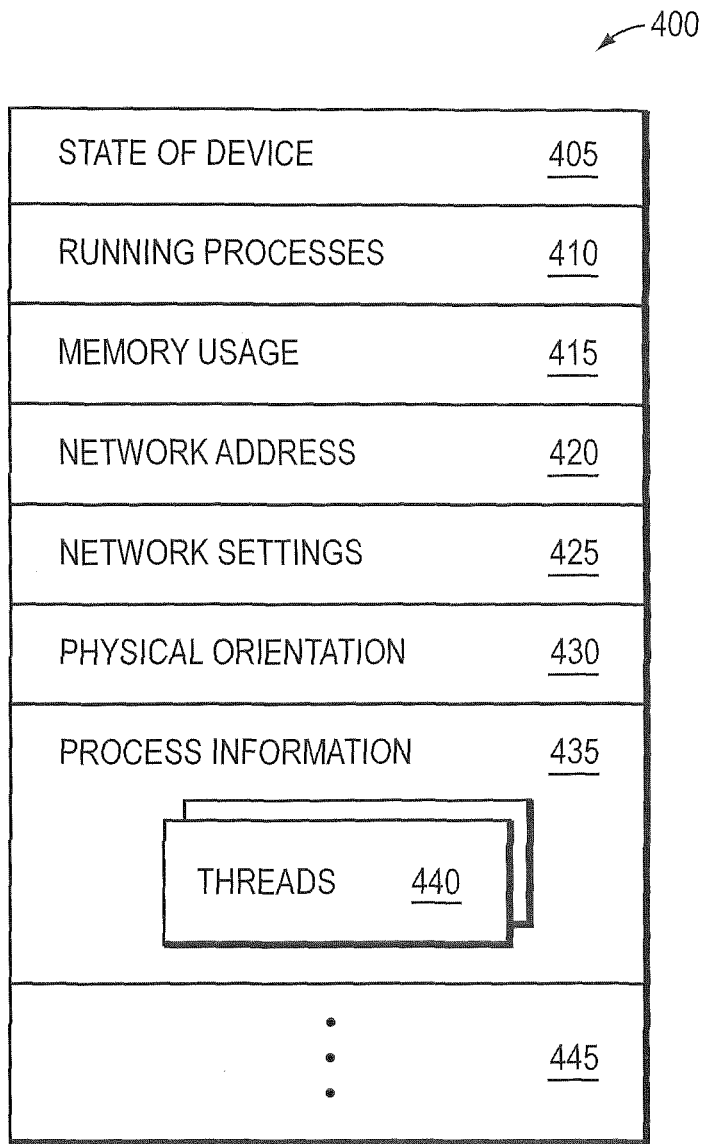 400
STATE OF DEVICE 405
RUNNING PROCESSES 410
MEMORY USAGE 415
NETWORK ADDRESS 420
NETWORK SETTINGS 425
PHYSICAL ORIENTATION 430
PROCESS INFORMATION 435
THREADS 440
445